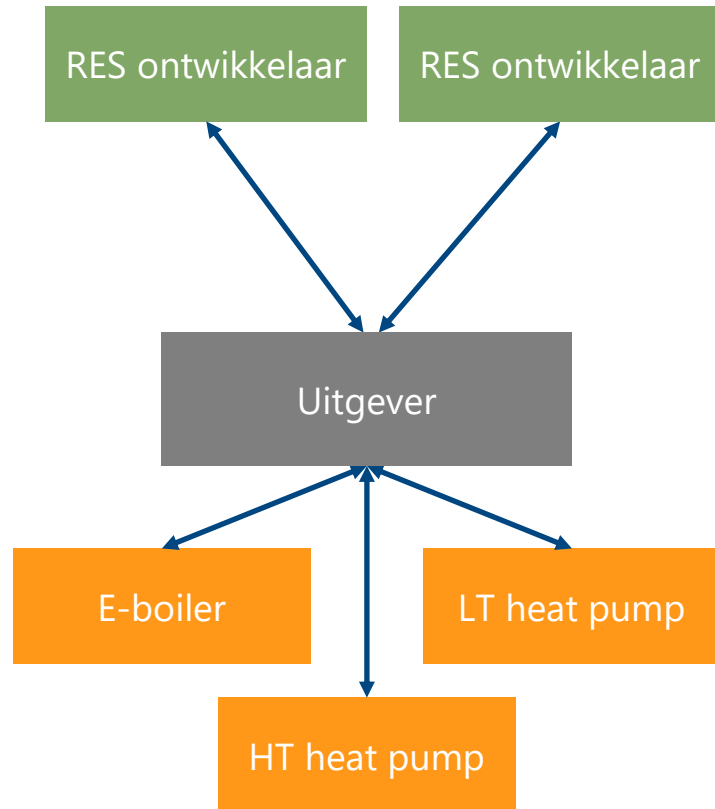 RES ontwikkelaar
RES ontwikkelaar
Uitgever
E-boiler
LT heat pump
HT heat pump